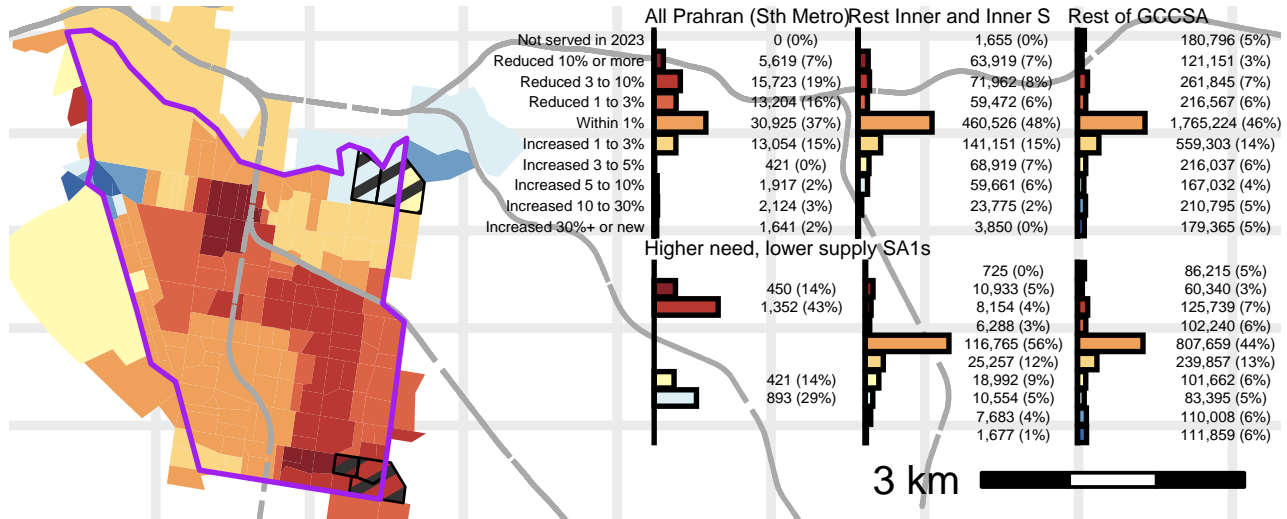 All Prahran (Sth Metro) Rest Inner and Inner S Rest of GCCSA
Not served in 2023 0 (0%) 1,655 (0%) 180,796 (5%)
Reduced 10% or more 5,619 (7%) 63,919 (7%) 121,151 (3%)
Reduced 3 to 10% 15,723 (19%) 71,962 (8%) 261,845 (7%)
Reduced 1 to 3% 13,204 (16%) 59,472 (6%) 216,567 (6%)
Within 1% 30,925 (37%) 460,526 (48%) 1,765,224 (46%)
Increased 1 to 3% 13,054 (15%) 141,151 (15%) 559,303 (14%)
Increased 3 to 5% 421 (0%) 68,919 (7%) 216,037 (6%)
Increased 5 to 10% 1,917 (2%) 59,661 (6%) 167,032 (4%)
Increased 10 to 30% 2,124 (3%) 23,775 (2%) 210,795 (5%)
Increased 30%+ or new 1,641 (2%) 3,850 (0%) 179,365 (5%)
Higher need, lower supply SA1s
725 (0%) 86,215 (5%)
450 (14%) 10,933 (5%) 60,340 (3%)
1,352 (43%) 8,154 (4%) 125,739 (7%)
6,288 (3%) 102,240 (6%)
116,765 (56%) 807,659 (44%)
25,257 (12%) 239,857 (13%)
421 (14%) 18,992 (9%) 101,662 (6%)
893 (29%) 10,554 (5%) 83,395 (5%)
7,683 (4%) 110,008 (6%)
1,677 (1%) 111,859 (6%)
3 km